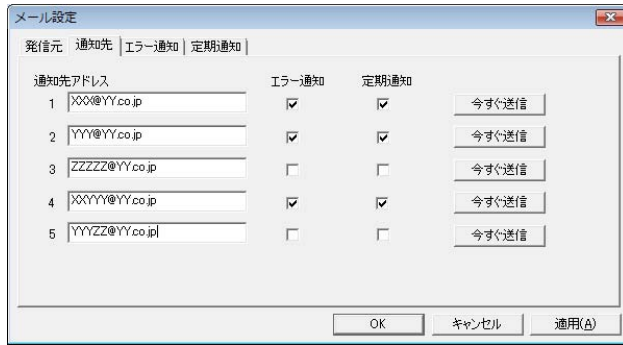 メール設定
発信元 通知先 エラー通知 定期通知
通知先アドレス エラー通知 定期通知
1 XXX@YY.co.jp 今すぐ送信
2 YYY@YY.co.jp 今すぐ送信
3 ZZZZZ@YY.co.jp 今すぐ送信
4 XXYYY@YY.co.jp 今すぐ送信
5 YYYZZ@YY.co.jp 今すぐ送信
OK キャンセル 適用(A)